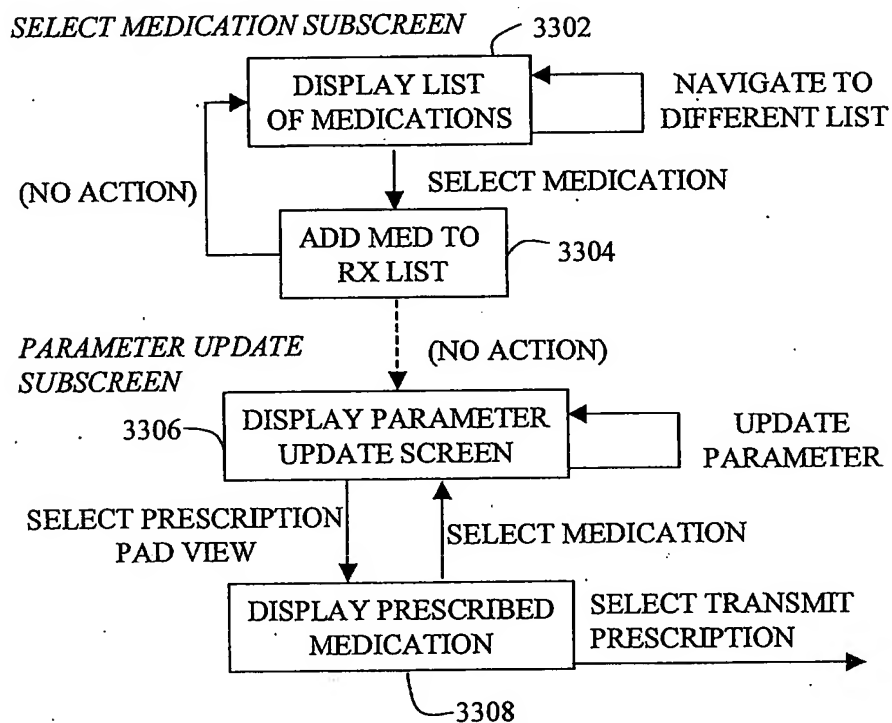 SELECT MEDICATION SUBSCREEN
3302
DISPLAY LIST
OF MEDICATIONS
NAVIGATE TO
DIFFERENT LIST
(NO ACTION)
SELECT MEDICATION
ADD MED TO
RX LIST
3304
PARAMETER UPDATE
SUBSCREEN
(NO ACTION)
3306
DISPLAY PARAMETER
UPDATE SCREEN
UPDATE
PARAMETER
SELECT PRESCRIPTION
PAD VIEW
SELECT MEDICATION
DISPLAY PRESCRIBED
MEDICATION
SELECT TRANSMIT
PRESCRIPTION
3308